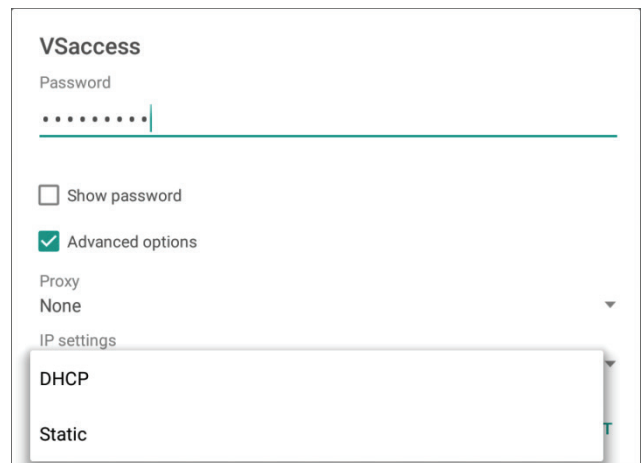 VSaccess
Password
•••••••••
Show password
Advanced options
Proxy
None
IP settings
DHCP
Static
T